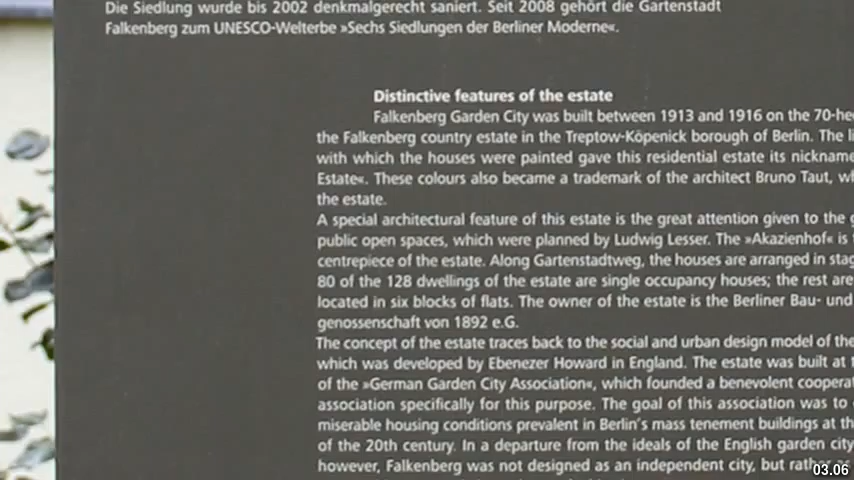 Die Siedlung wurde bis 2002 denkmalgerecht saniert. Seit 2008 gehört die Gartenstadt
Falkenberg zum UNESCO-Welterbe »Sechs Siedlungen der Berliner Moderne«.
Distinctive features of the estate
Falkenberg Garden City was built between 1913 and 1916 on the 70-he
the Falkenberg country estate in the Treptow-Köpenick borough of Berlin. The
with which the houses were painted gave this residential estate its nickname
Estate«. These colours also became a trademark of the architect Bruno Taut,
the estate.
A special architectural feature of this estate is the great attention given to the
public open spaces, which were planned by Ludwig Lesser. The »Akazienhof« is
centrepiece of the estate. Along Gartenstadtweg, the houses are arranged in stag
80 of the 128 dwellings of the estate are single occupancy houses; the rest are
located in six blocks of flats. The owner of the estate is the Berliner Bau- und
genossenschaft von 1892 e.G.
The concept of the estate traces back to the social and urban design model of the
which was developed by Ebenezer Howard in England. The estate was built at
of the »German Garden City Association«, which founded a benevolent coopera
association specifically for this purpose. The goal of this association was to
miserable housing conditions prevalent in Berlin's mass tenement buildings at th
of the 20th century. In a departure from the ideals of the English garden city
however, Falkenberg was not designed as an independent city, but rather as
03.06